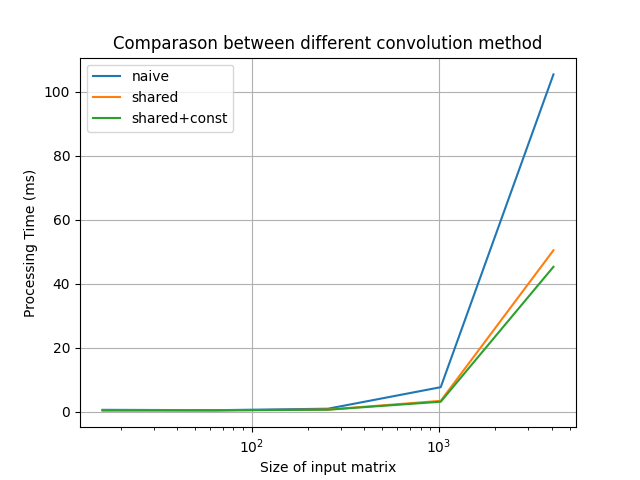 Comparason between different convolution method
naive
shared
shared+const
100
80
60
40
20
0
Processing Time (ms)
10²
10³
Size of input matrix